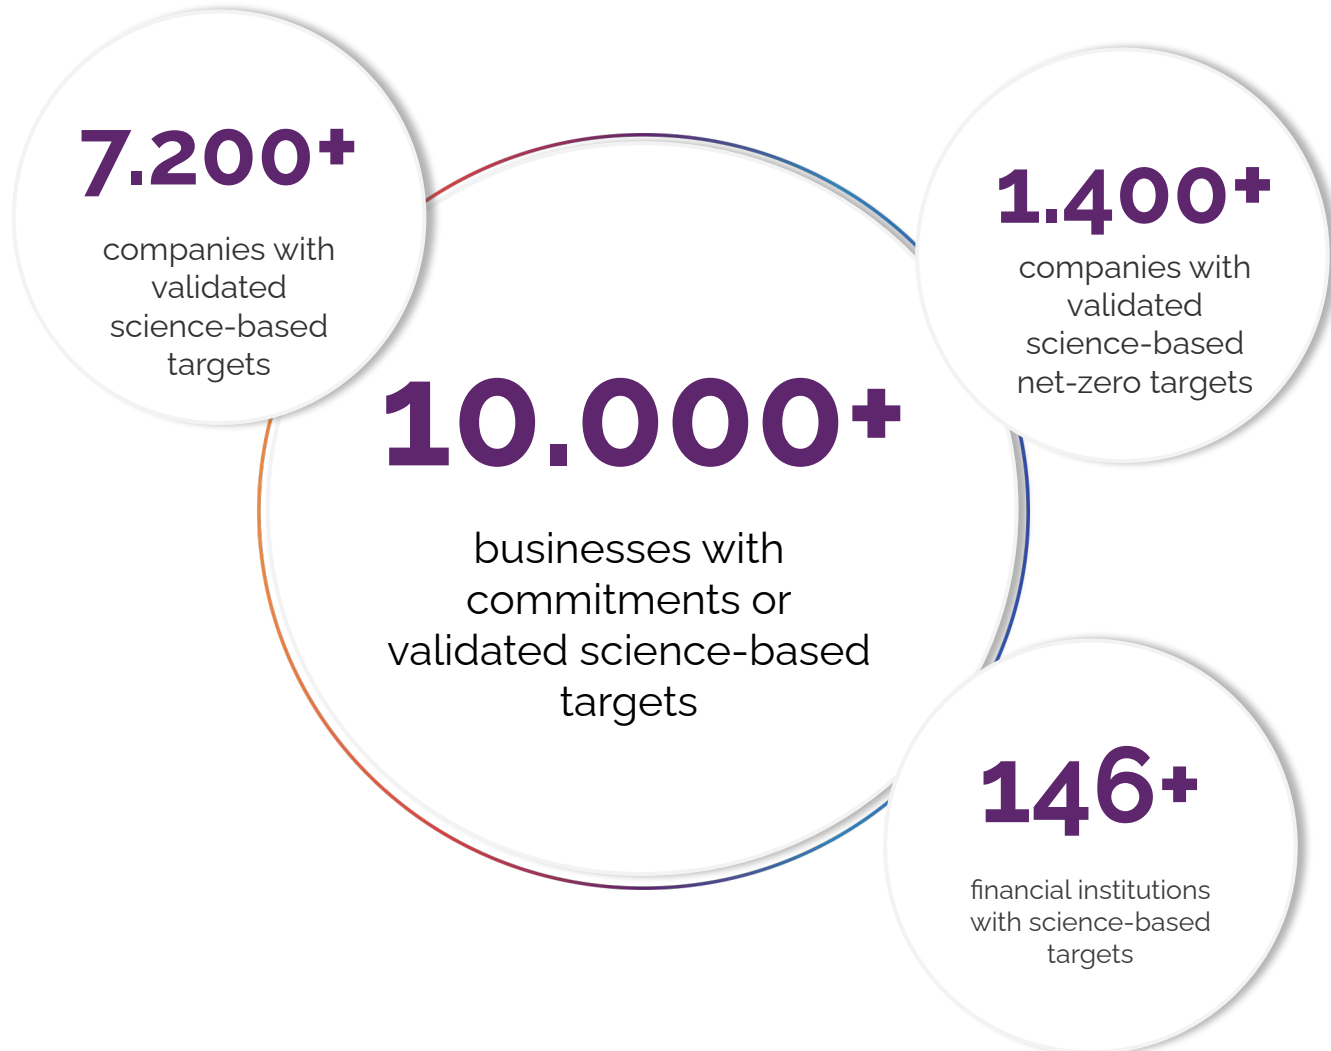 7.200+
companies with
validated
science-based
targets
1.400+
companies with
validated
science-based
net-zero targets
10.000+
businesses with
commitments or
validated science-based
targets
146+
financial institutions
with science-based
targets